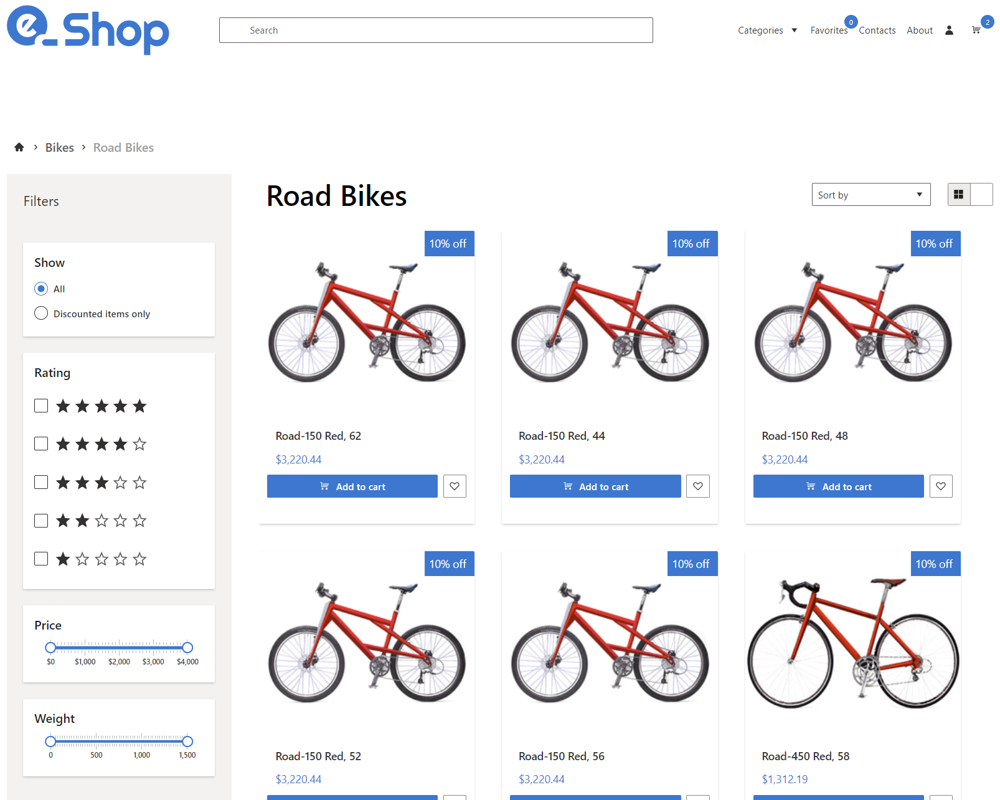 e-Shop
Search
Categories Favorites 0 Contacts About 2
Bikes Road Bikes
Filters
Show
All
Discounted items only
Rating
Price
$0 $1,000 $2,000 $3,000 $4,000
Weight
0 500 1,000 1,500
Road Bikes
Sort by
10% off 10% off 10% off
Road-150 Red, 62 Road-150 Red, 44 Road-150 Red, 48
$3,220.44 $3,220.44 $3,220.44
Add to cart Add to cart Add to cart
10% off 10% off 10% off
Road-150 Red, 52 Road-150 Red, 56 Road-450 Red, 58
$3,220.44 $3,220.44 $1,312.19